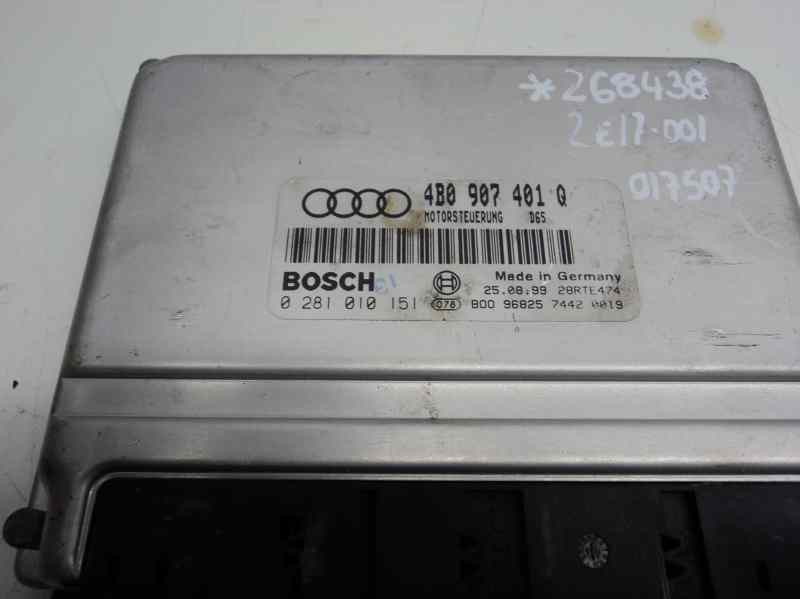 *268438
2E17-001
017507
4B0 907 401 Q
MOTORSTEUERUNG D65
BOSCH
Made in Germany
25.08.99 28RTE474
0 281 010 151 078 B00 96825 7442 0019